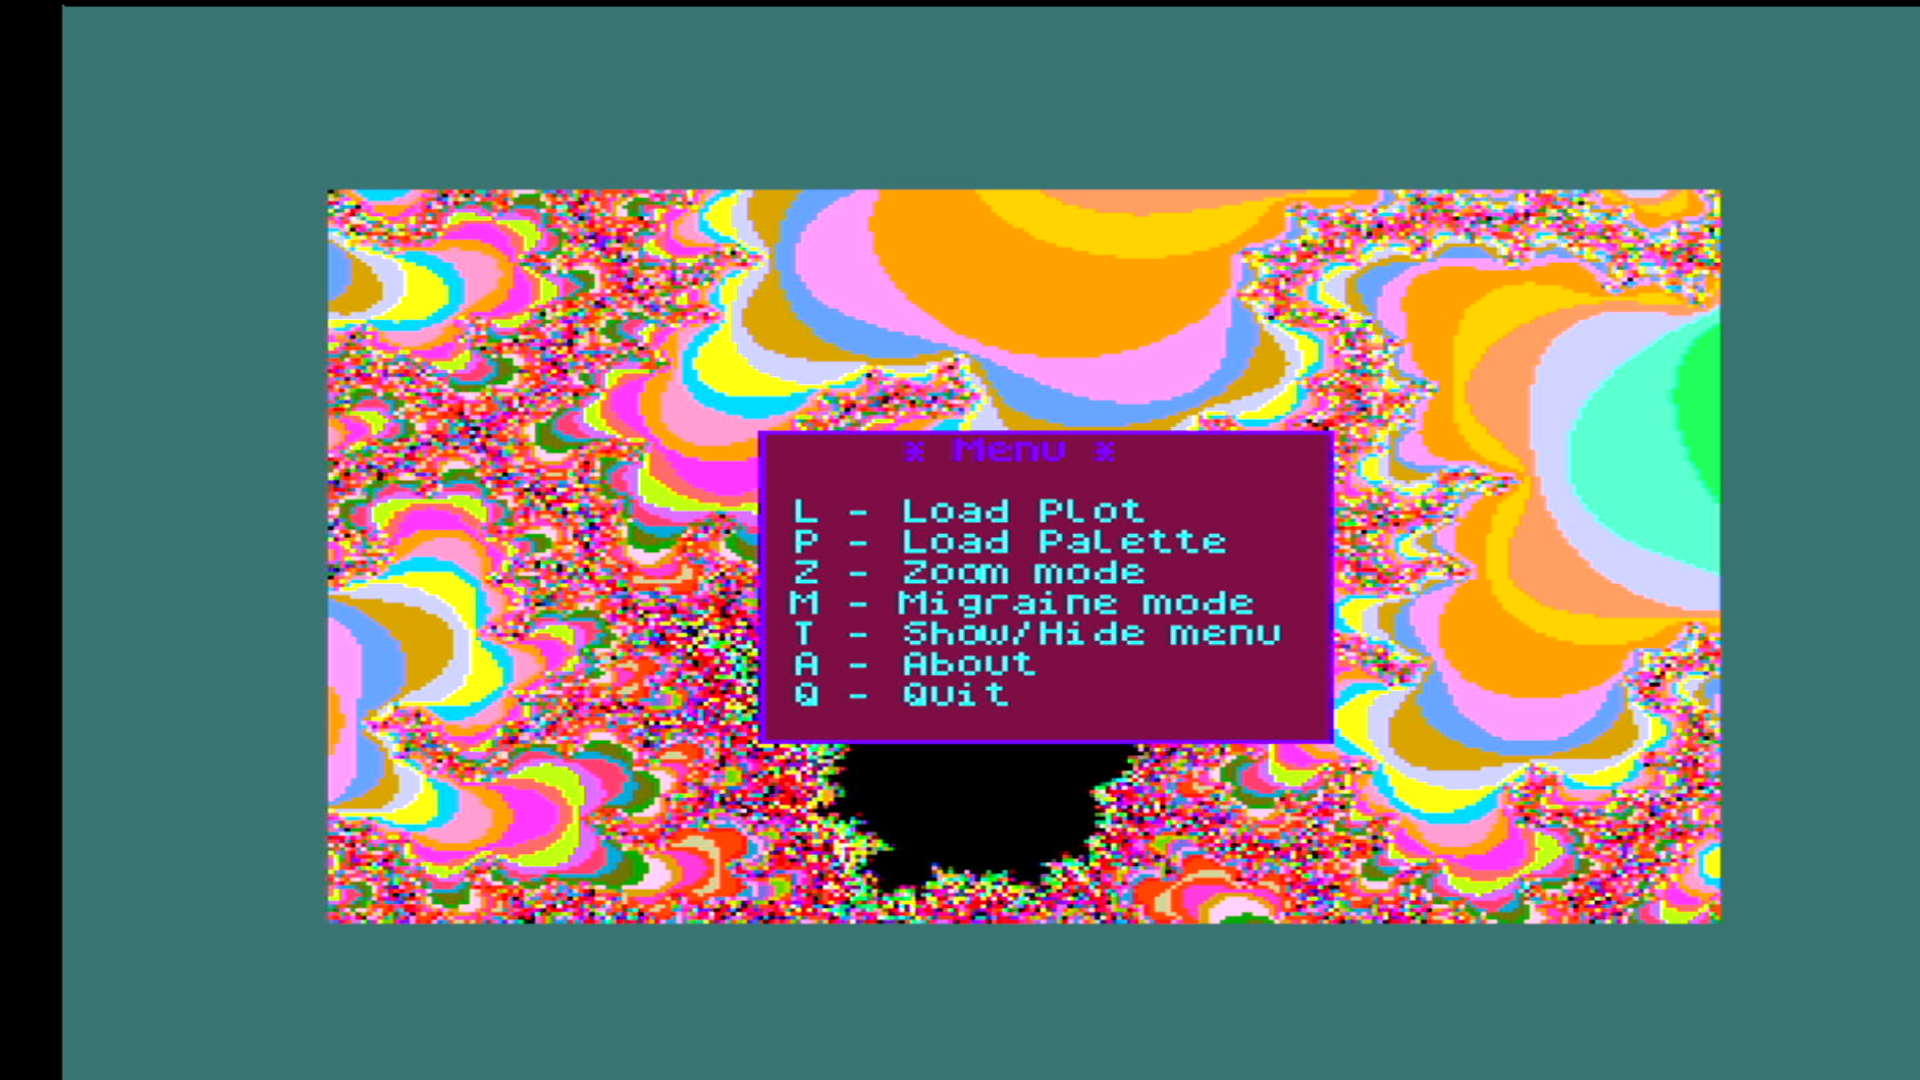 * Menu *
L - Load Plot
P - Load Palette
Z - Zoom mode
M - Migraine mode
T - Show/Hide menu
A - About
Q - Quit